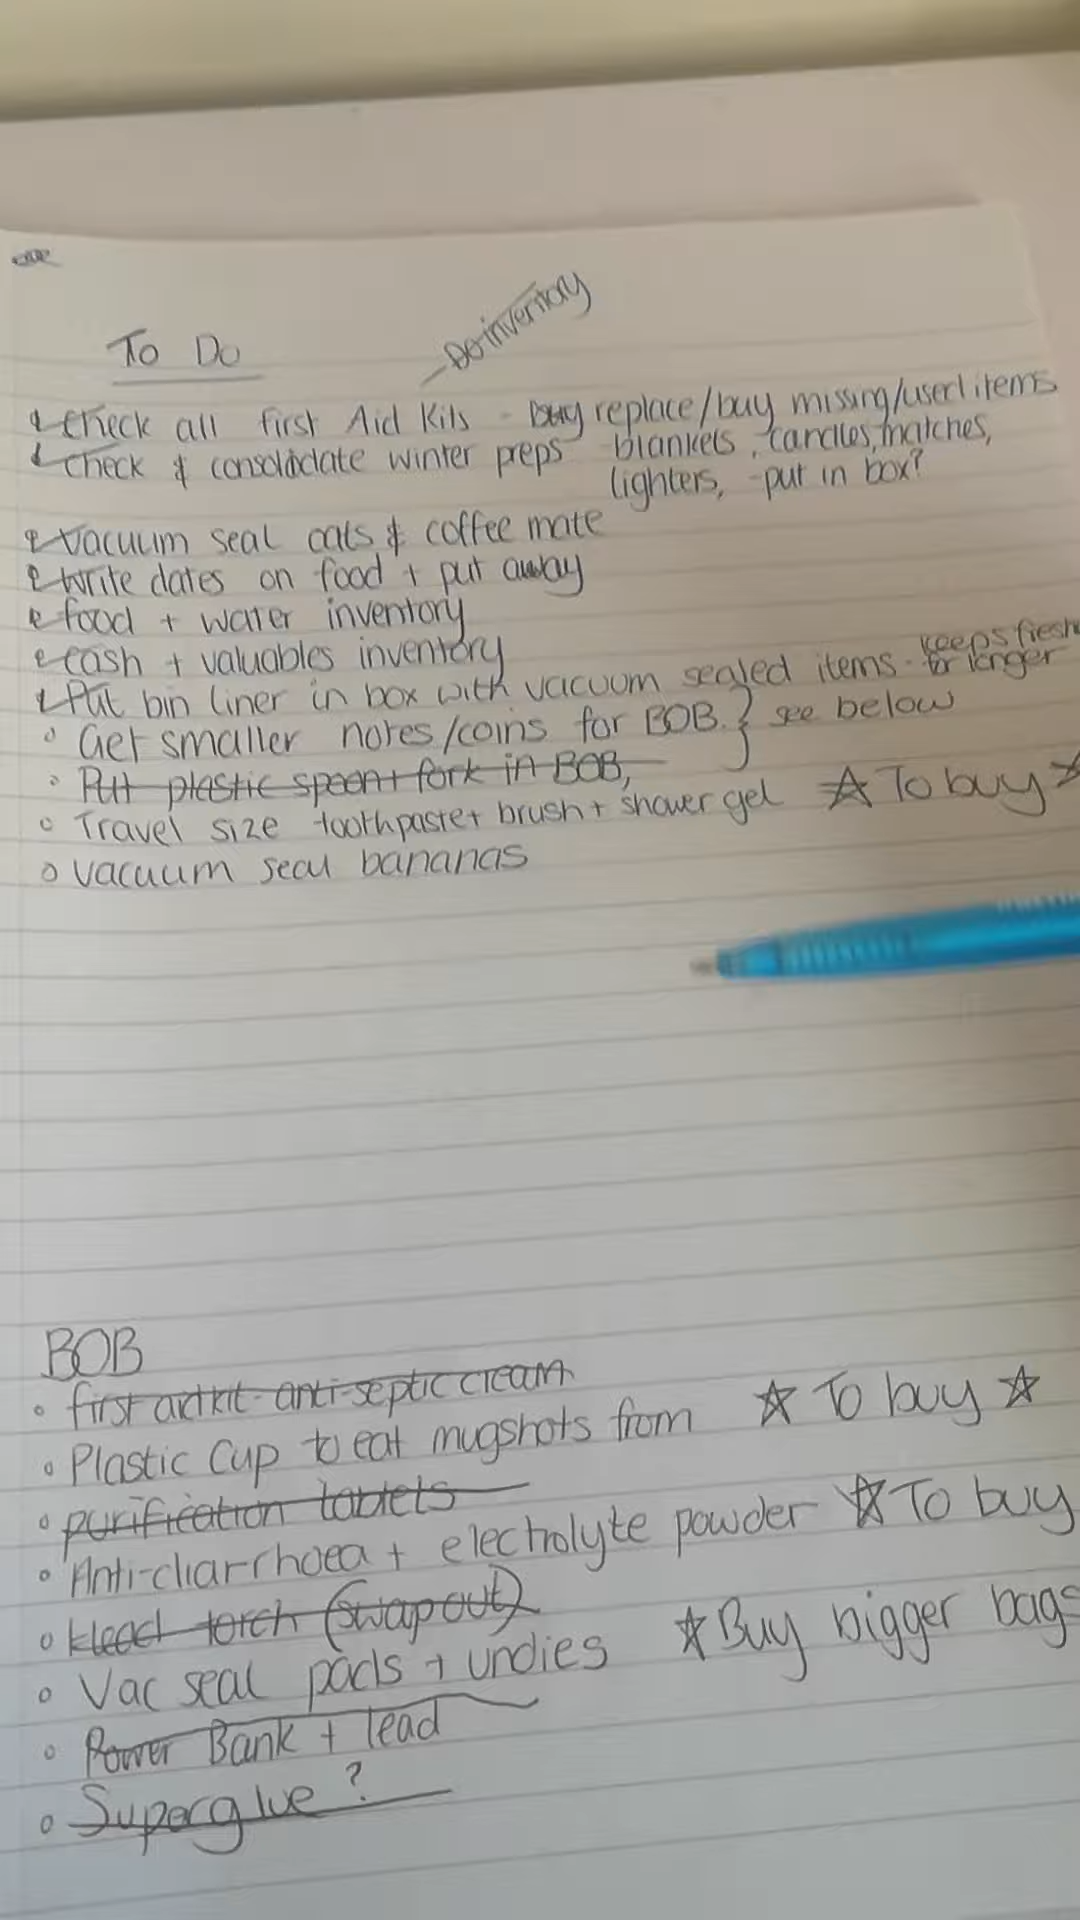 To Do
- Do inventory
Check all first Aid Kits - buy replace/buy missing/used items
check & consolodate winter preps blankets, candles, matches,
lighters, - put in box?
Vacuum seal oats & coffee mate
Write dates on food + put away
food + water inventory
cash + valuables inventory
keeps fresh
Put bin liner in box with vacuum sealed items - for longer
Get smaller notes/coins for BOB. } see below
Put plastic spoon + fork in BOB,
Travel size toothpaste + brush + shower gel ☆ To buy ☆
vacuum seal bananas
BOB
first aid kit - anti-septic cream
Plastic Cup to eat mugshots from ☆ To buy ☆
purification tablets
Anti-diarrhoea + electrolyte powder ☆ To buy
Head torch (swap out)
Vac seal pads + undies ☆ Buy bigger bags
Power Bank + lead
Superglue ?